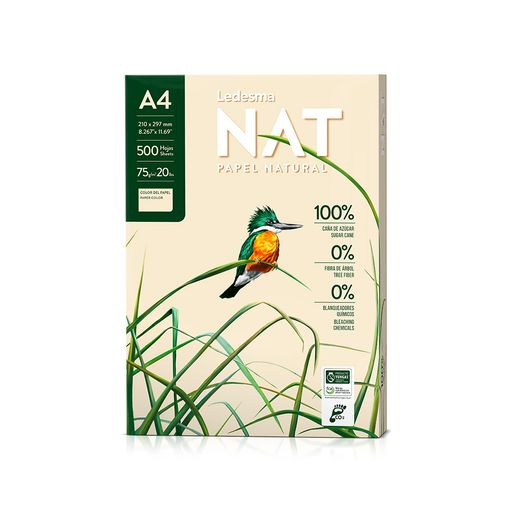 A4
210 x 297 mm
8.267"x 11.69"
500 Hojas
Sheets
75g/m² 20lbs
COLOR DEL PAPEL
PAPER COLOR
Ledesma
NAT
PAPEL NATURAL
100%
CAÑA DE AZÚCAR
SUGAR CANE
0%
FIBRA DE ÁRBOL
TREE FIBER
0%
BLANQUEADORES
QUÍMICOS
BLEACHING
CHEMICALS